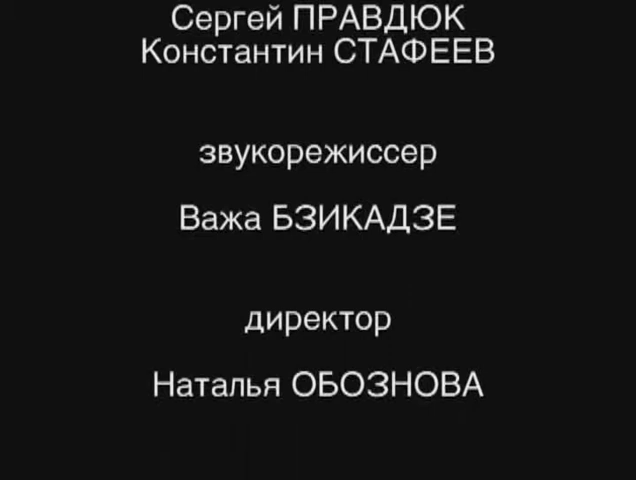 Сергей ПРАВДЮК
Константин СТАФЕЕВ
звукорежиссер
Важа БЗИКАДЗЕ
директор
Наталья ОБОЗНОВА